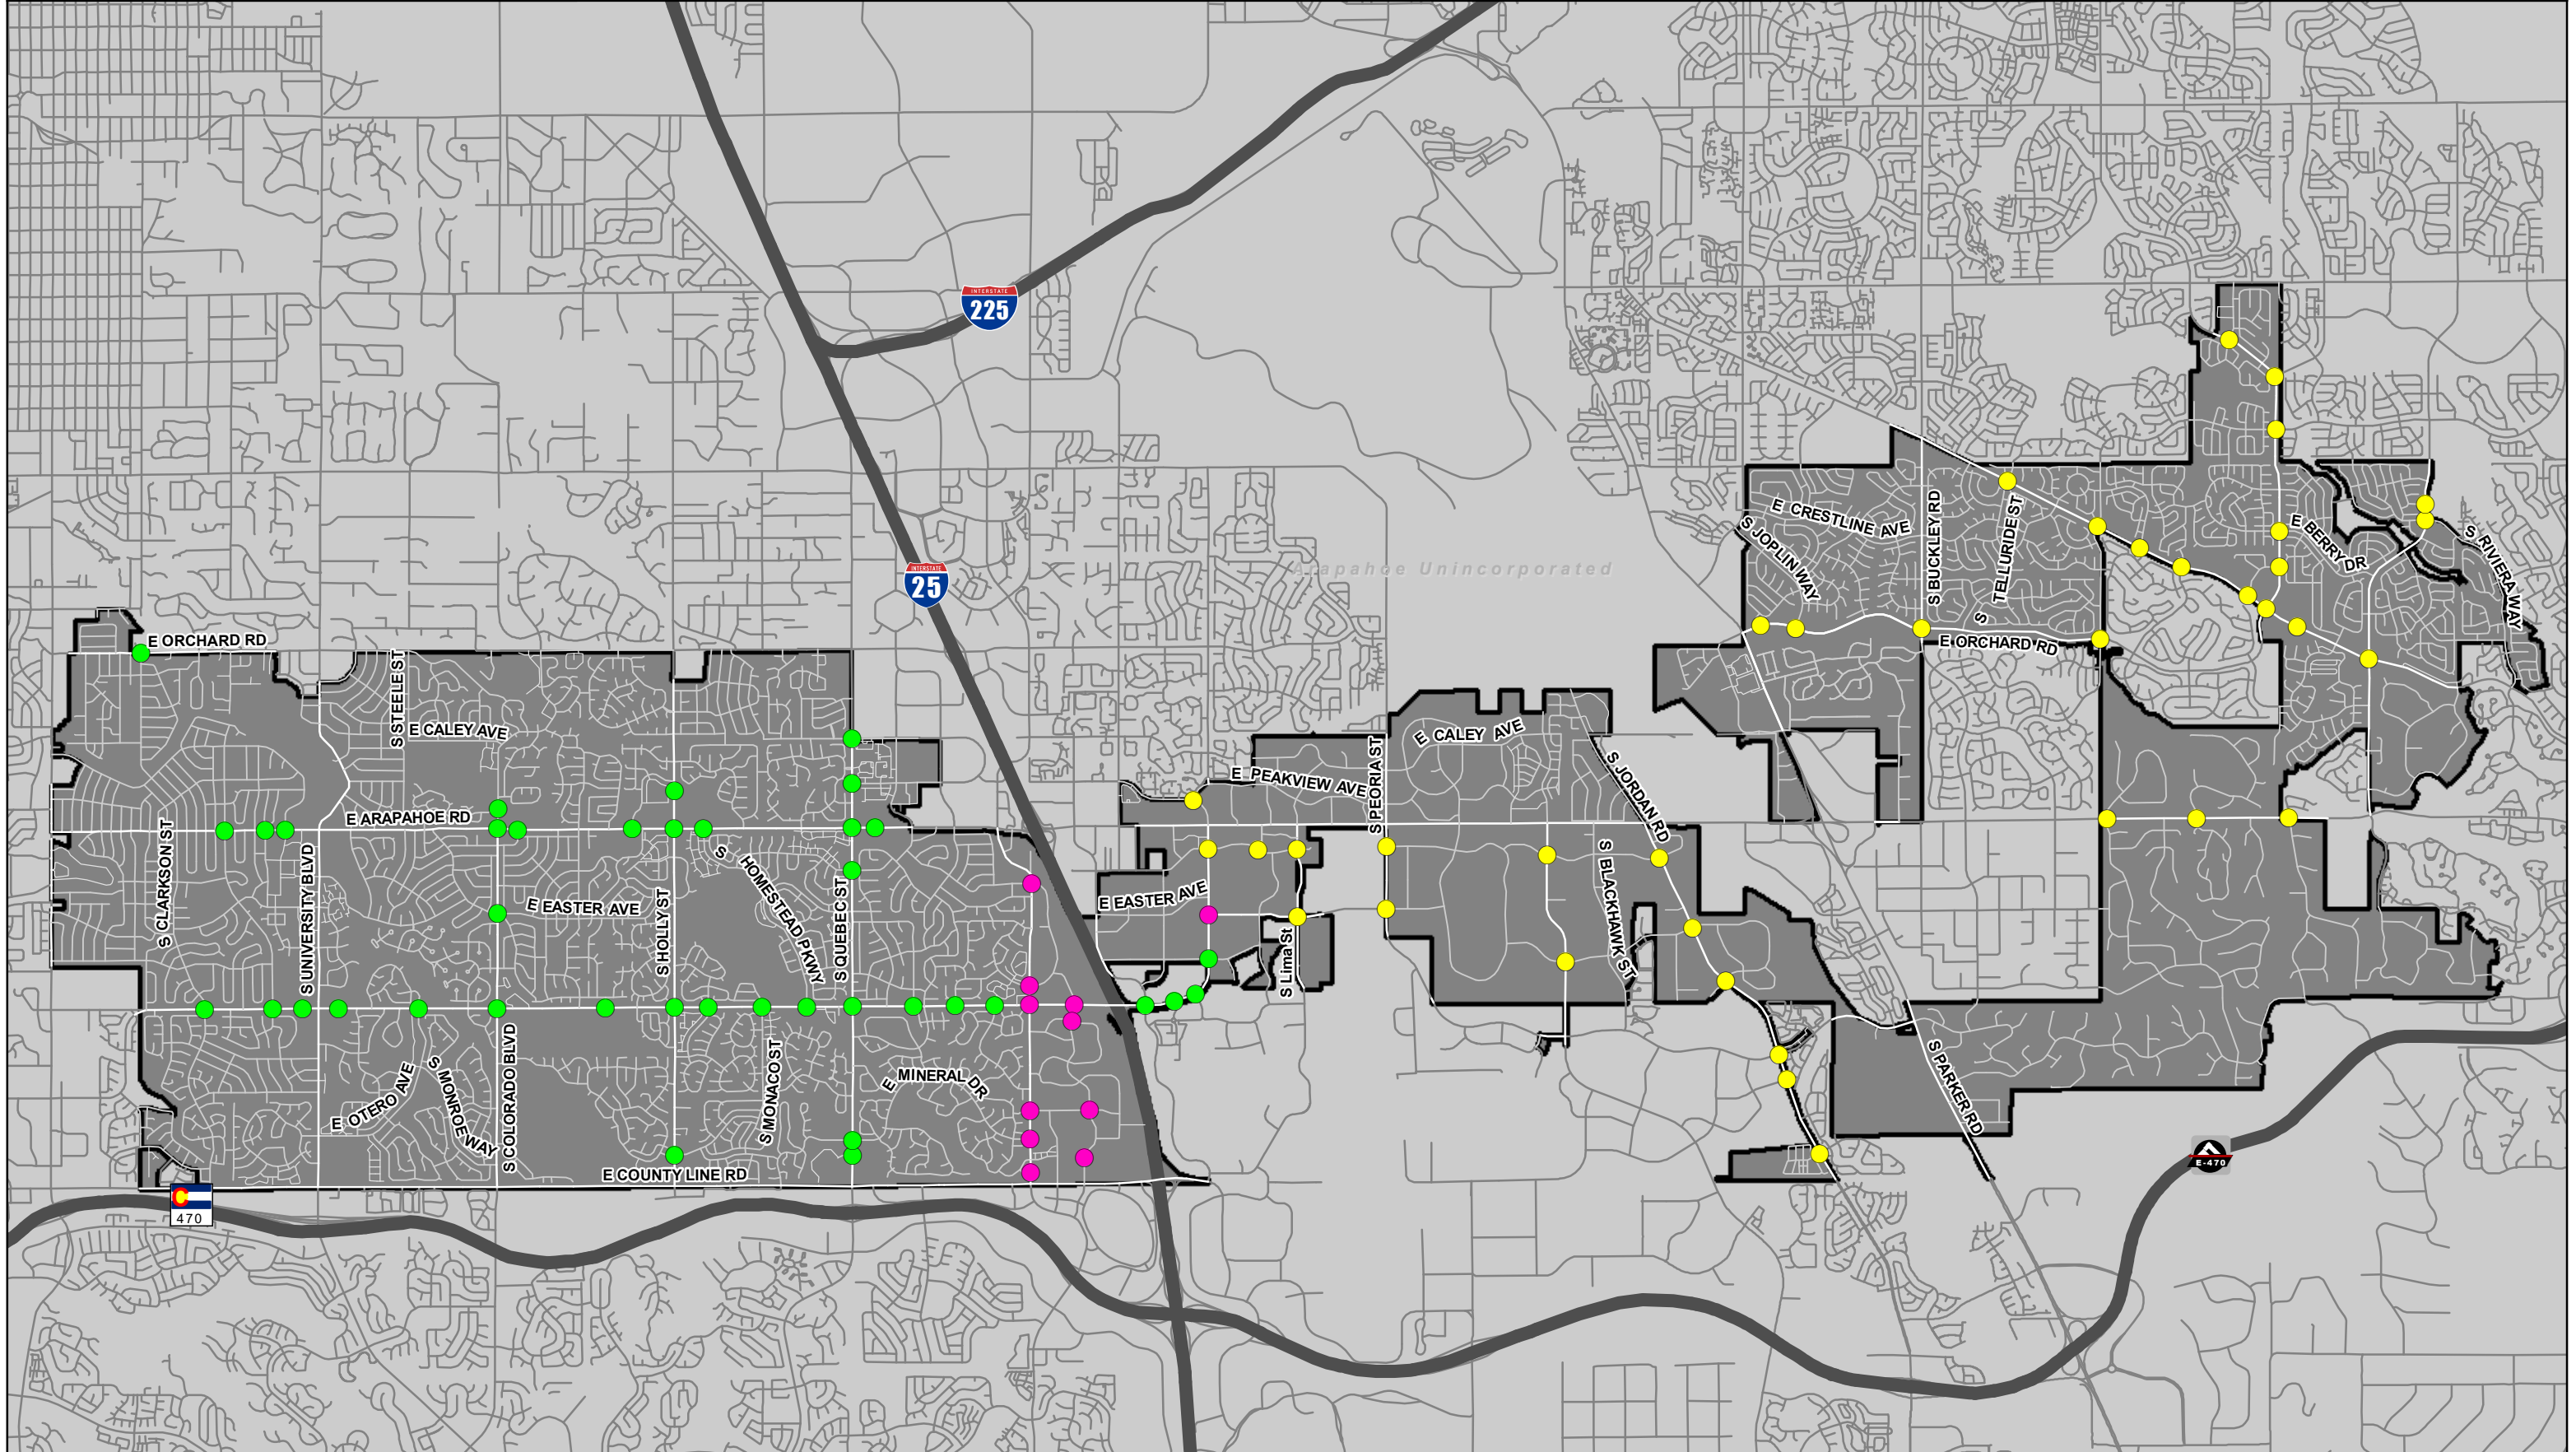 INTERSTATE
225
INTERSTATE
25
Arapahoe Unincorporated
E CRESTLINE AVE
S JOPLIN WAY
S BUCKLEY RD
S TELLURIDE ST
E BERRY DR
S RIVIERA WAY
E ORCHARD RD
E ORCHARD RD
S STEELE ST
E CALEY AVE
E CALEY AVE
E PEAKVIEW AVE
S PEORIA ST
S JORDAN RD
E ARAPAHOE RD
S CLARKSON ST
S UNIVERSITY BLVD
E EASTER AVE
S HOLLY ST
S HOMESTEAD PKWY
S QUEBEC ST
E EASTER AVE
S Lima St
S BLACKHAWK ST
E OTERO AVE
S MONROE WAY
S COLORADO BLVD
S MONACO ST
E MINERAL DR
S PARKER RD
E COUNTY LINE RD
C
470
E-470